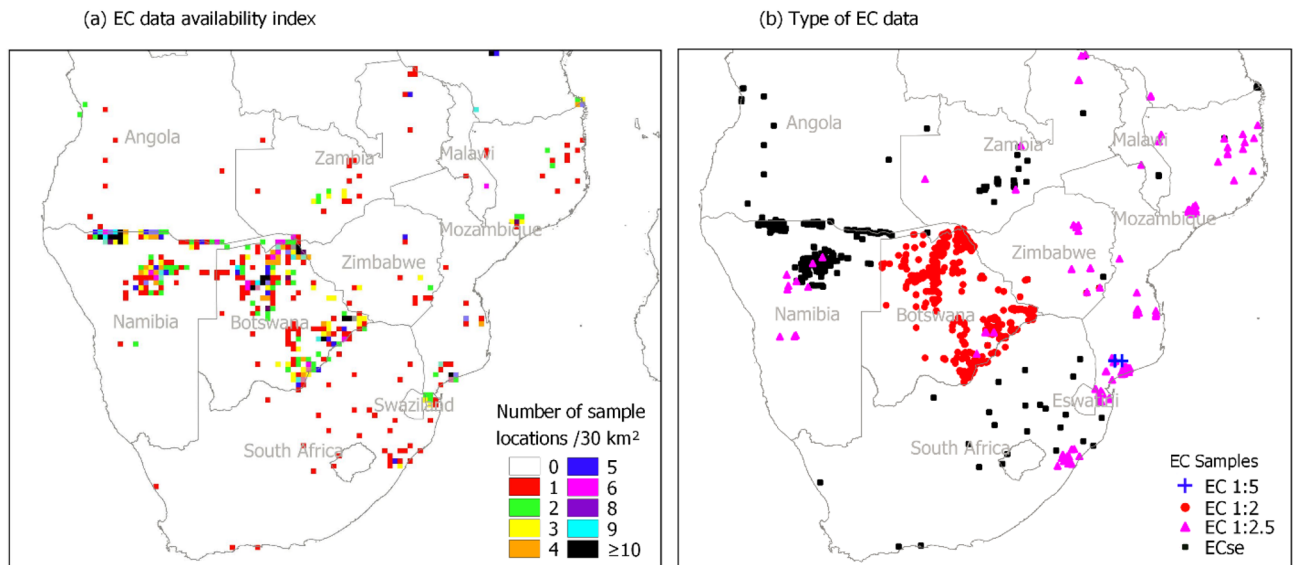 (a) EC data availability index
(b) Type of EC data
Angola
Zambia
Malawi
Mozambique
Zimbabwe
Namibia
Botswana
Swaziland
South Africa
Number of sample
locations /30 km²
0
5
1
6
2
8
3
9
4
≥10
Angola
Zambia
Malawi
Mozambique
Zimbabwe
Namibia
Botswana
Eswatini
South Africa
EC Samples
EC 1:5
EC 1:2
EC 1:2.5
ECse